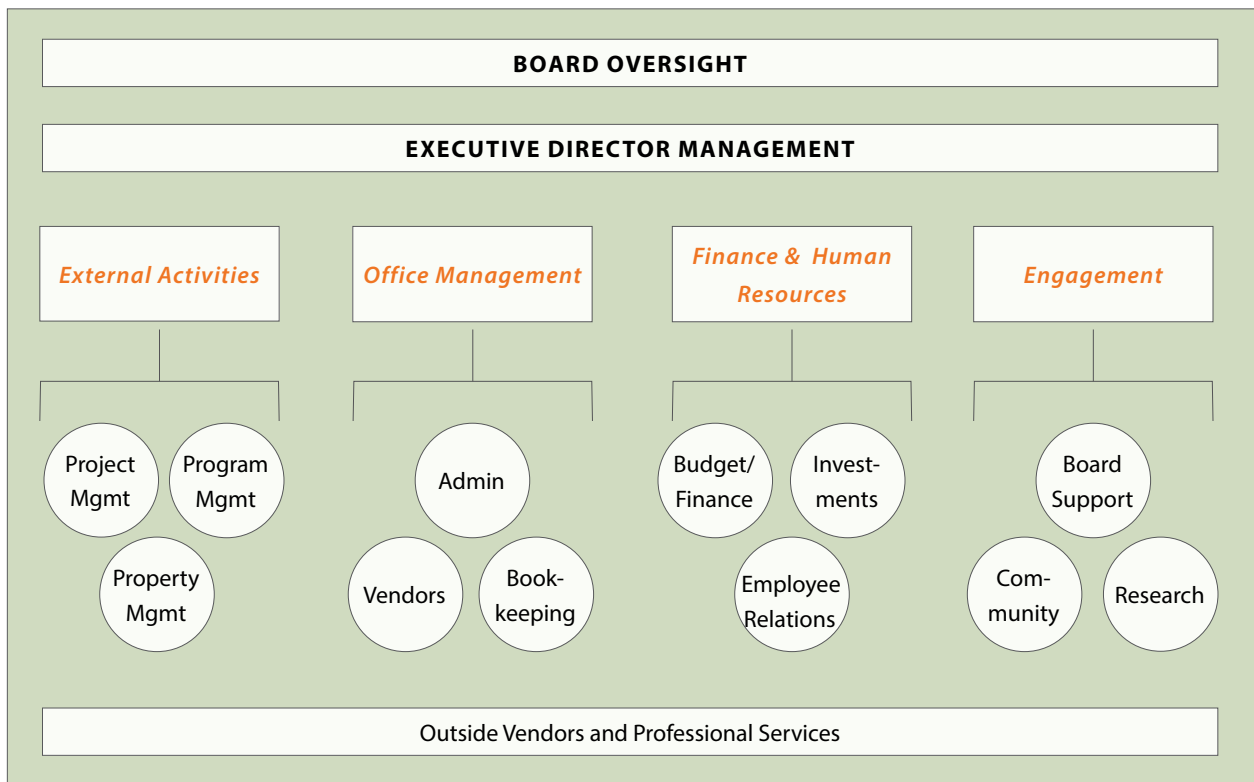 BOARD OVERSIGHT
EXECUTIVE DIRECTOR MANAGEMENT
External Activities
Office Management
Finance & Human
Resources
Engagement
Project
Mgmt
Program
Mgmt
Property
Mgmt
Admin
Vendors
Book-
keeping
Budget/
Finance
Invest-
ments
Employee
Relations
Board
Support
Com-
munity
Research
Outside Vendors and Professional Services